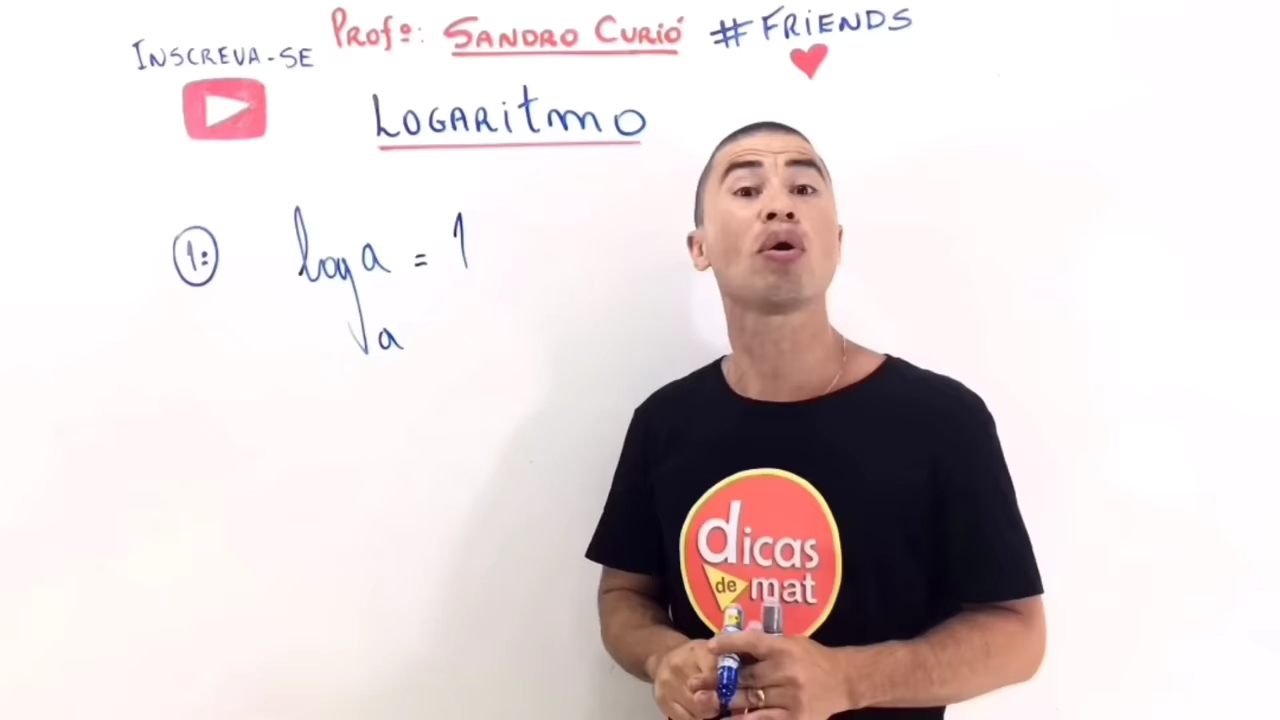 INSCREVA-SE Profº: SANDRO CURIÓ #FRIENDS
LOGARITMO
1: log a = 1
a
dicas
de mat